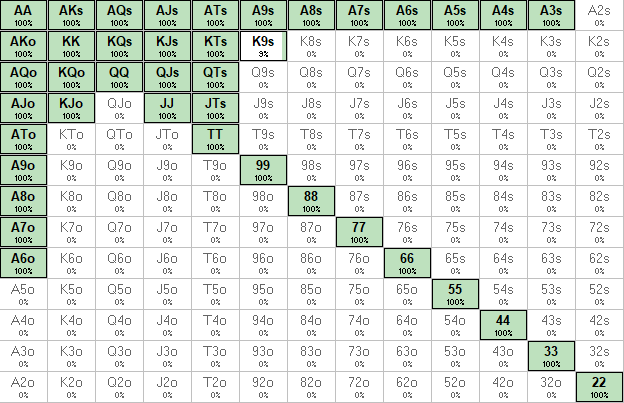 AA AKs AQs AJs ATs A9s A8s A7s A6s A5s A4s A3s A2s
100% 100% 100% 100% 100% 100% 100% 100% 100% 100% 100% 100% 0%
AKo KK KQs KJs KTs K9s K8s K7s K6s K5s K4s K3s K2s
100% 100% 100% 100% 100% 9% 0% 0% 0% 0% 0% 0% 0%
AQo KQo QQ QJs QTs Q9s Q8s Q7s Q6s Q5s Q4s Q3s Q2s
100% 100% 100% 100% 100% 0% 0% 0% 0% 0% 0% 0% 0%
AJo KJo QJo JJ JTs J9s J8s J7s J6s J5s J4s J3s J2s
100% 100% 0% 100% 100% 0% 0% 0% 0% 0% 0% 0% 0%
ATo KTo QTo JTo TT T9s T8s T7s T6s T5s T4s T3s T2s
100% 0% 0% 0% 100% 0% 0% 0% 0% 0% 0% 0% 0%
A9o K9o Q9o J9o T9o 99 98s 97s 96s 95s 94s 93s 92s
100% 0% 0% 0% 0% 100% 0% 0% 0% 0% 0% 0% 0%
A8o K8o Q8o J8o T8o 98o 88 87s 86s 85s 84s 83s 82s
100% 0% 0% 0% 0% 0% 100% 0% 0% 0% 0% 0% 0%
A7o K7o Q7o J7o T7o 97o 87o 77 76s 75s 74s 73s 72s
100% 0% 0% 0% 0% 0% 0% 100% 0% 0% 0% 0% 0%
A6o K6o Q6o J6o T6o 96o 86o 76o 66 65s 64s 63s 62s
100% 0% 0% 0% 0% 0% 0% 0% 100% 0% 0% 0% 0%
A5o K5o Q5o J5o T5o 95o 85o 75o 65o 55 54s 53s 52s
0% 0% 0% 0% 0% 0% 0% 0% 0% 100% 0% 0% 0%
A4o K4o Q4o J4o T4o 94o 84o 74o 64o 54o 44 43s 42s
0% 0% 0% 0% 0% 0% 0% 0% 0% 0% 100% 0% 0%
A3o K3o Q3o J3o T3o 93o 83o 73o 63o 53o 43o 33 32s
0% 0% 0% 0% 0% 0% 0% 0% 0% 0% 0% 100% 0%
A2o K2o Q2o J2o T2o 92o 82o 72o 62o 52o 42o 32o 22
0% 0% 0% 0% 0% 0% 0% 0% 0% 0% 0% 0% 100%